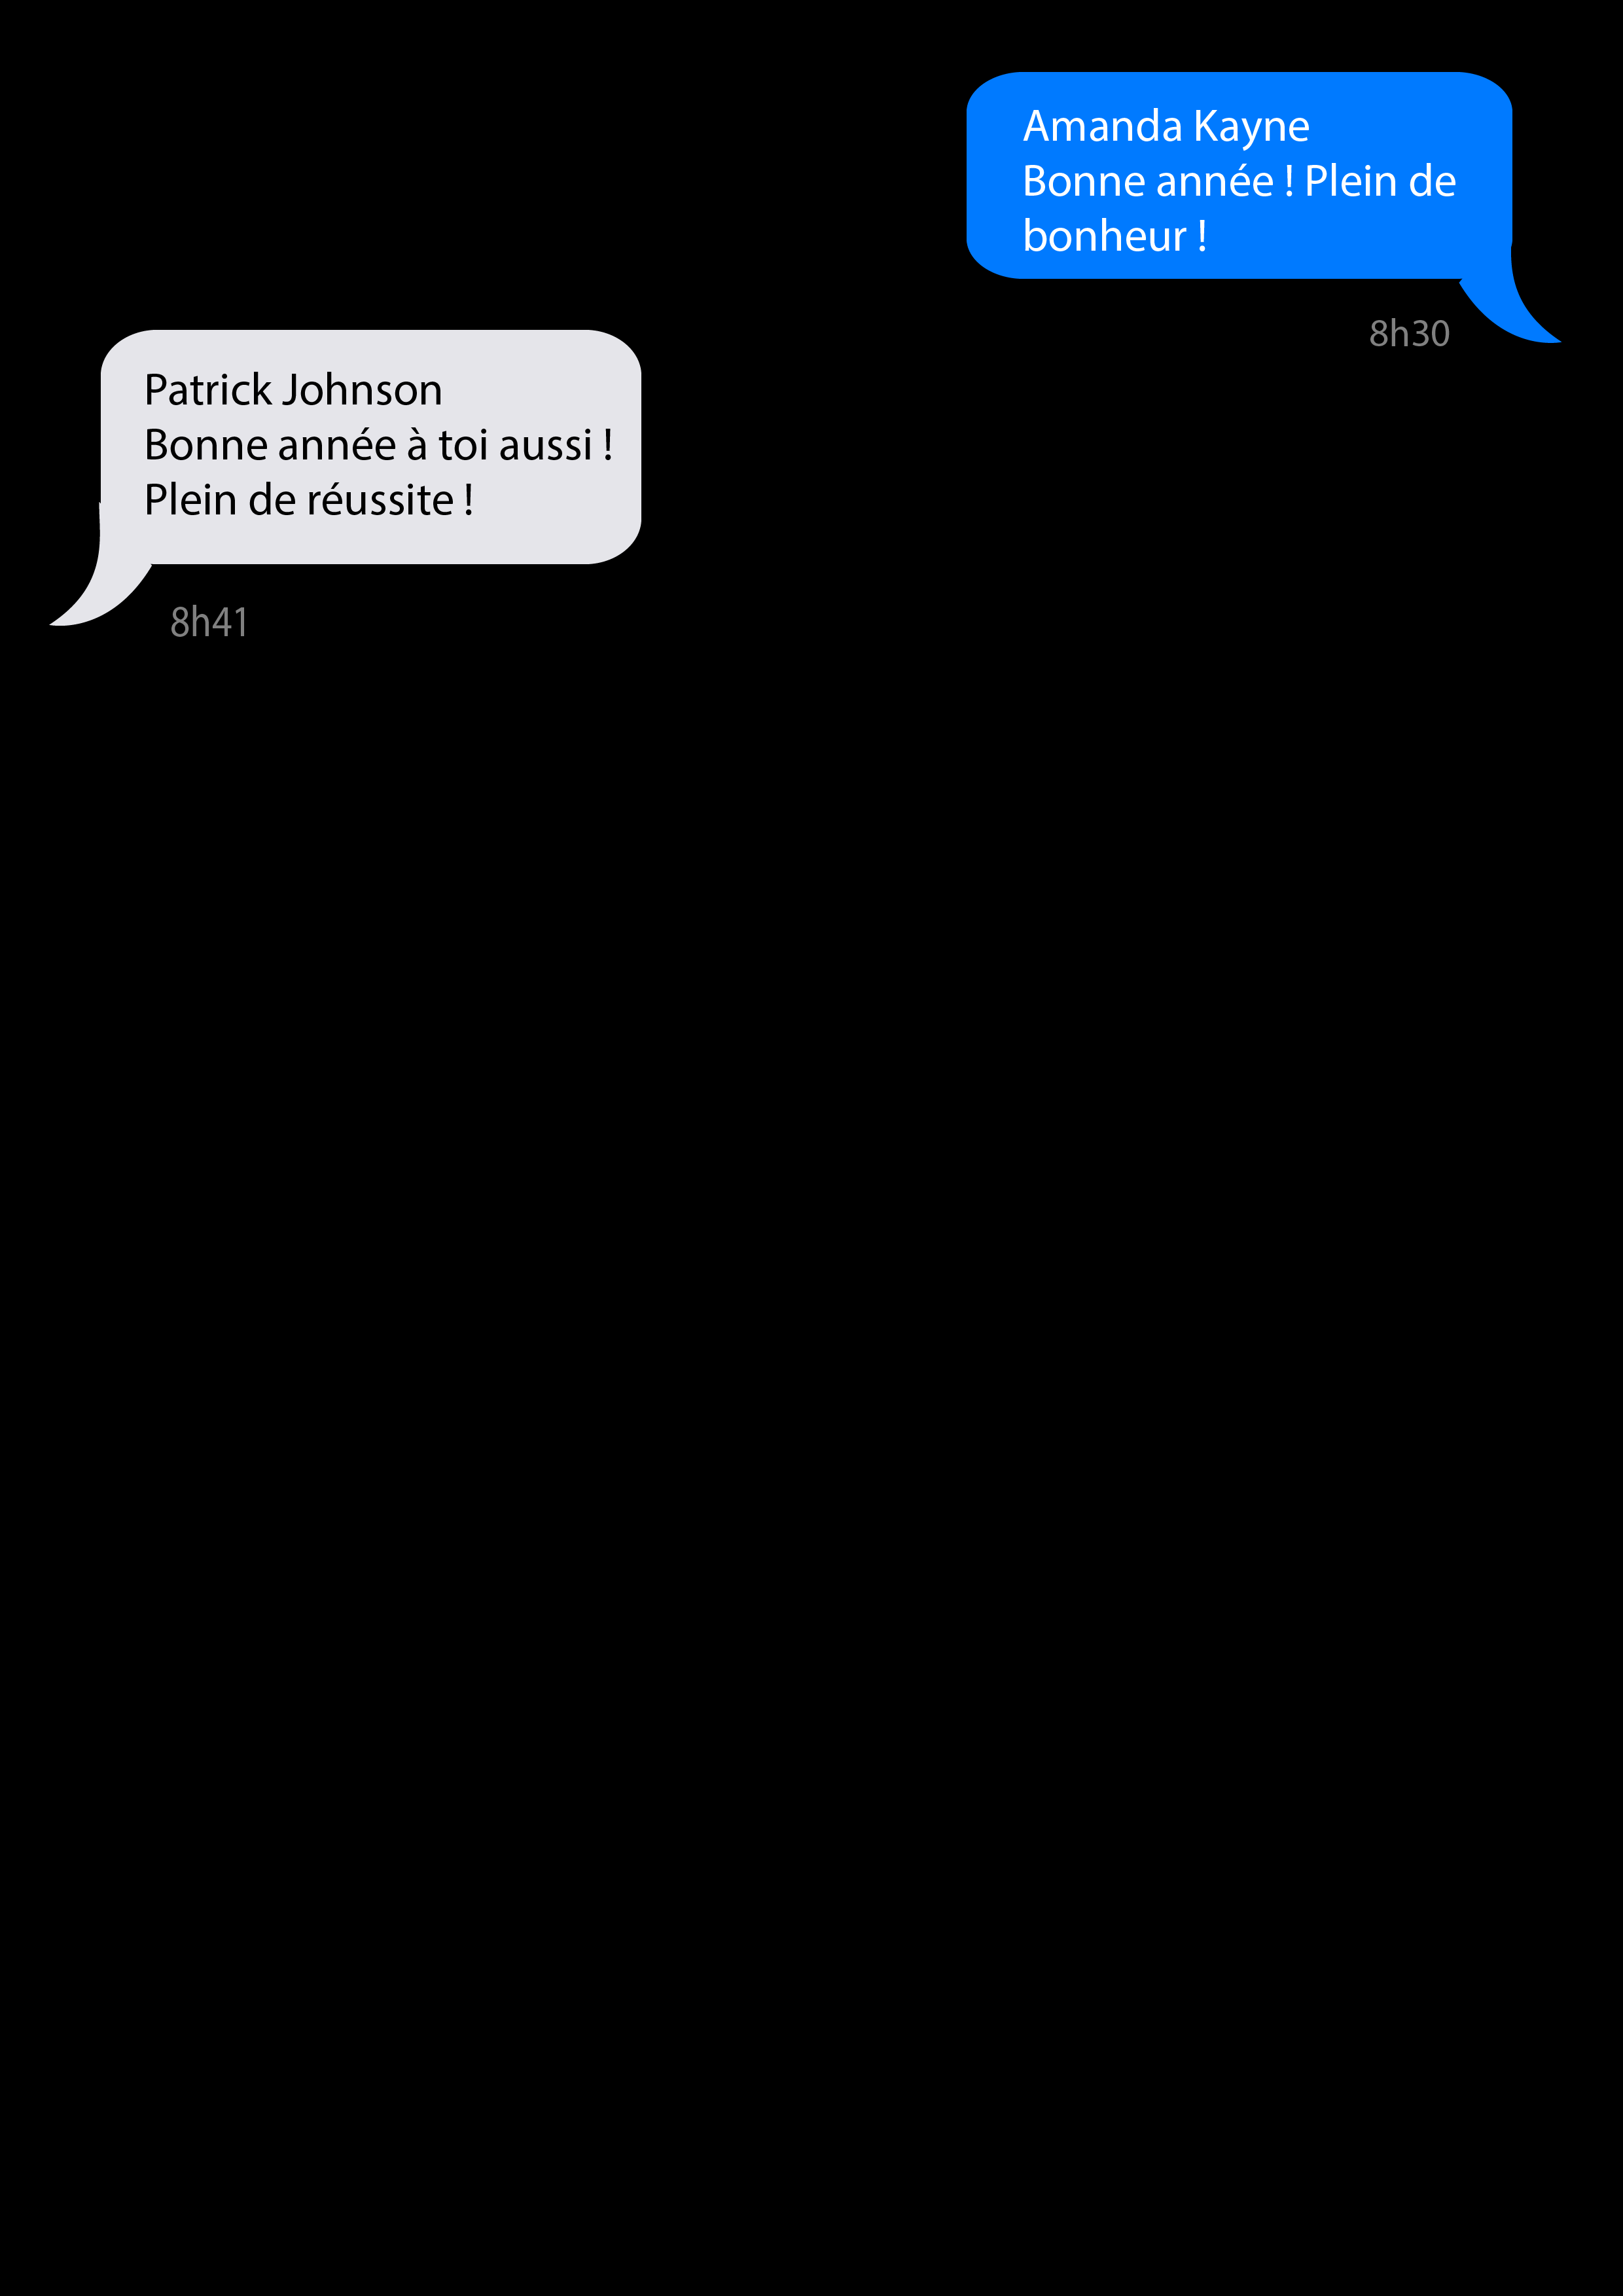 Amanda Kayne
Bonne année ! Plein de
bonheur !
8h30
Patrick Johnson
Bonne année à toi aussi !
Plein de réussite !
8h41